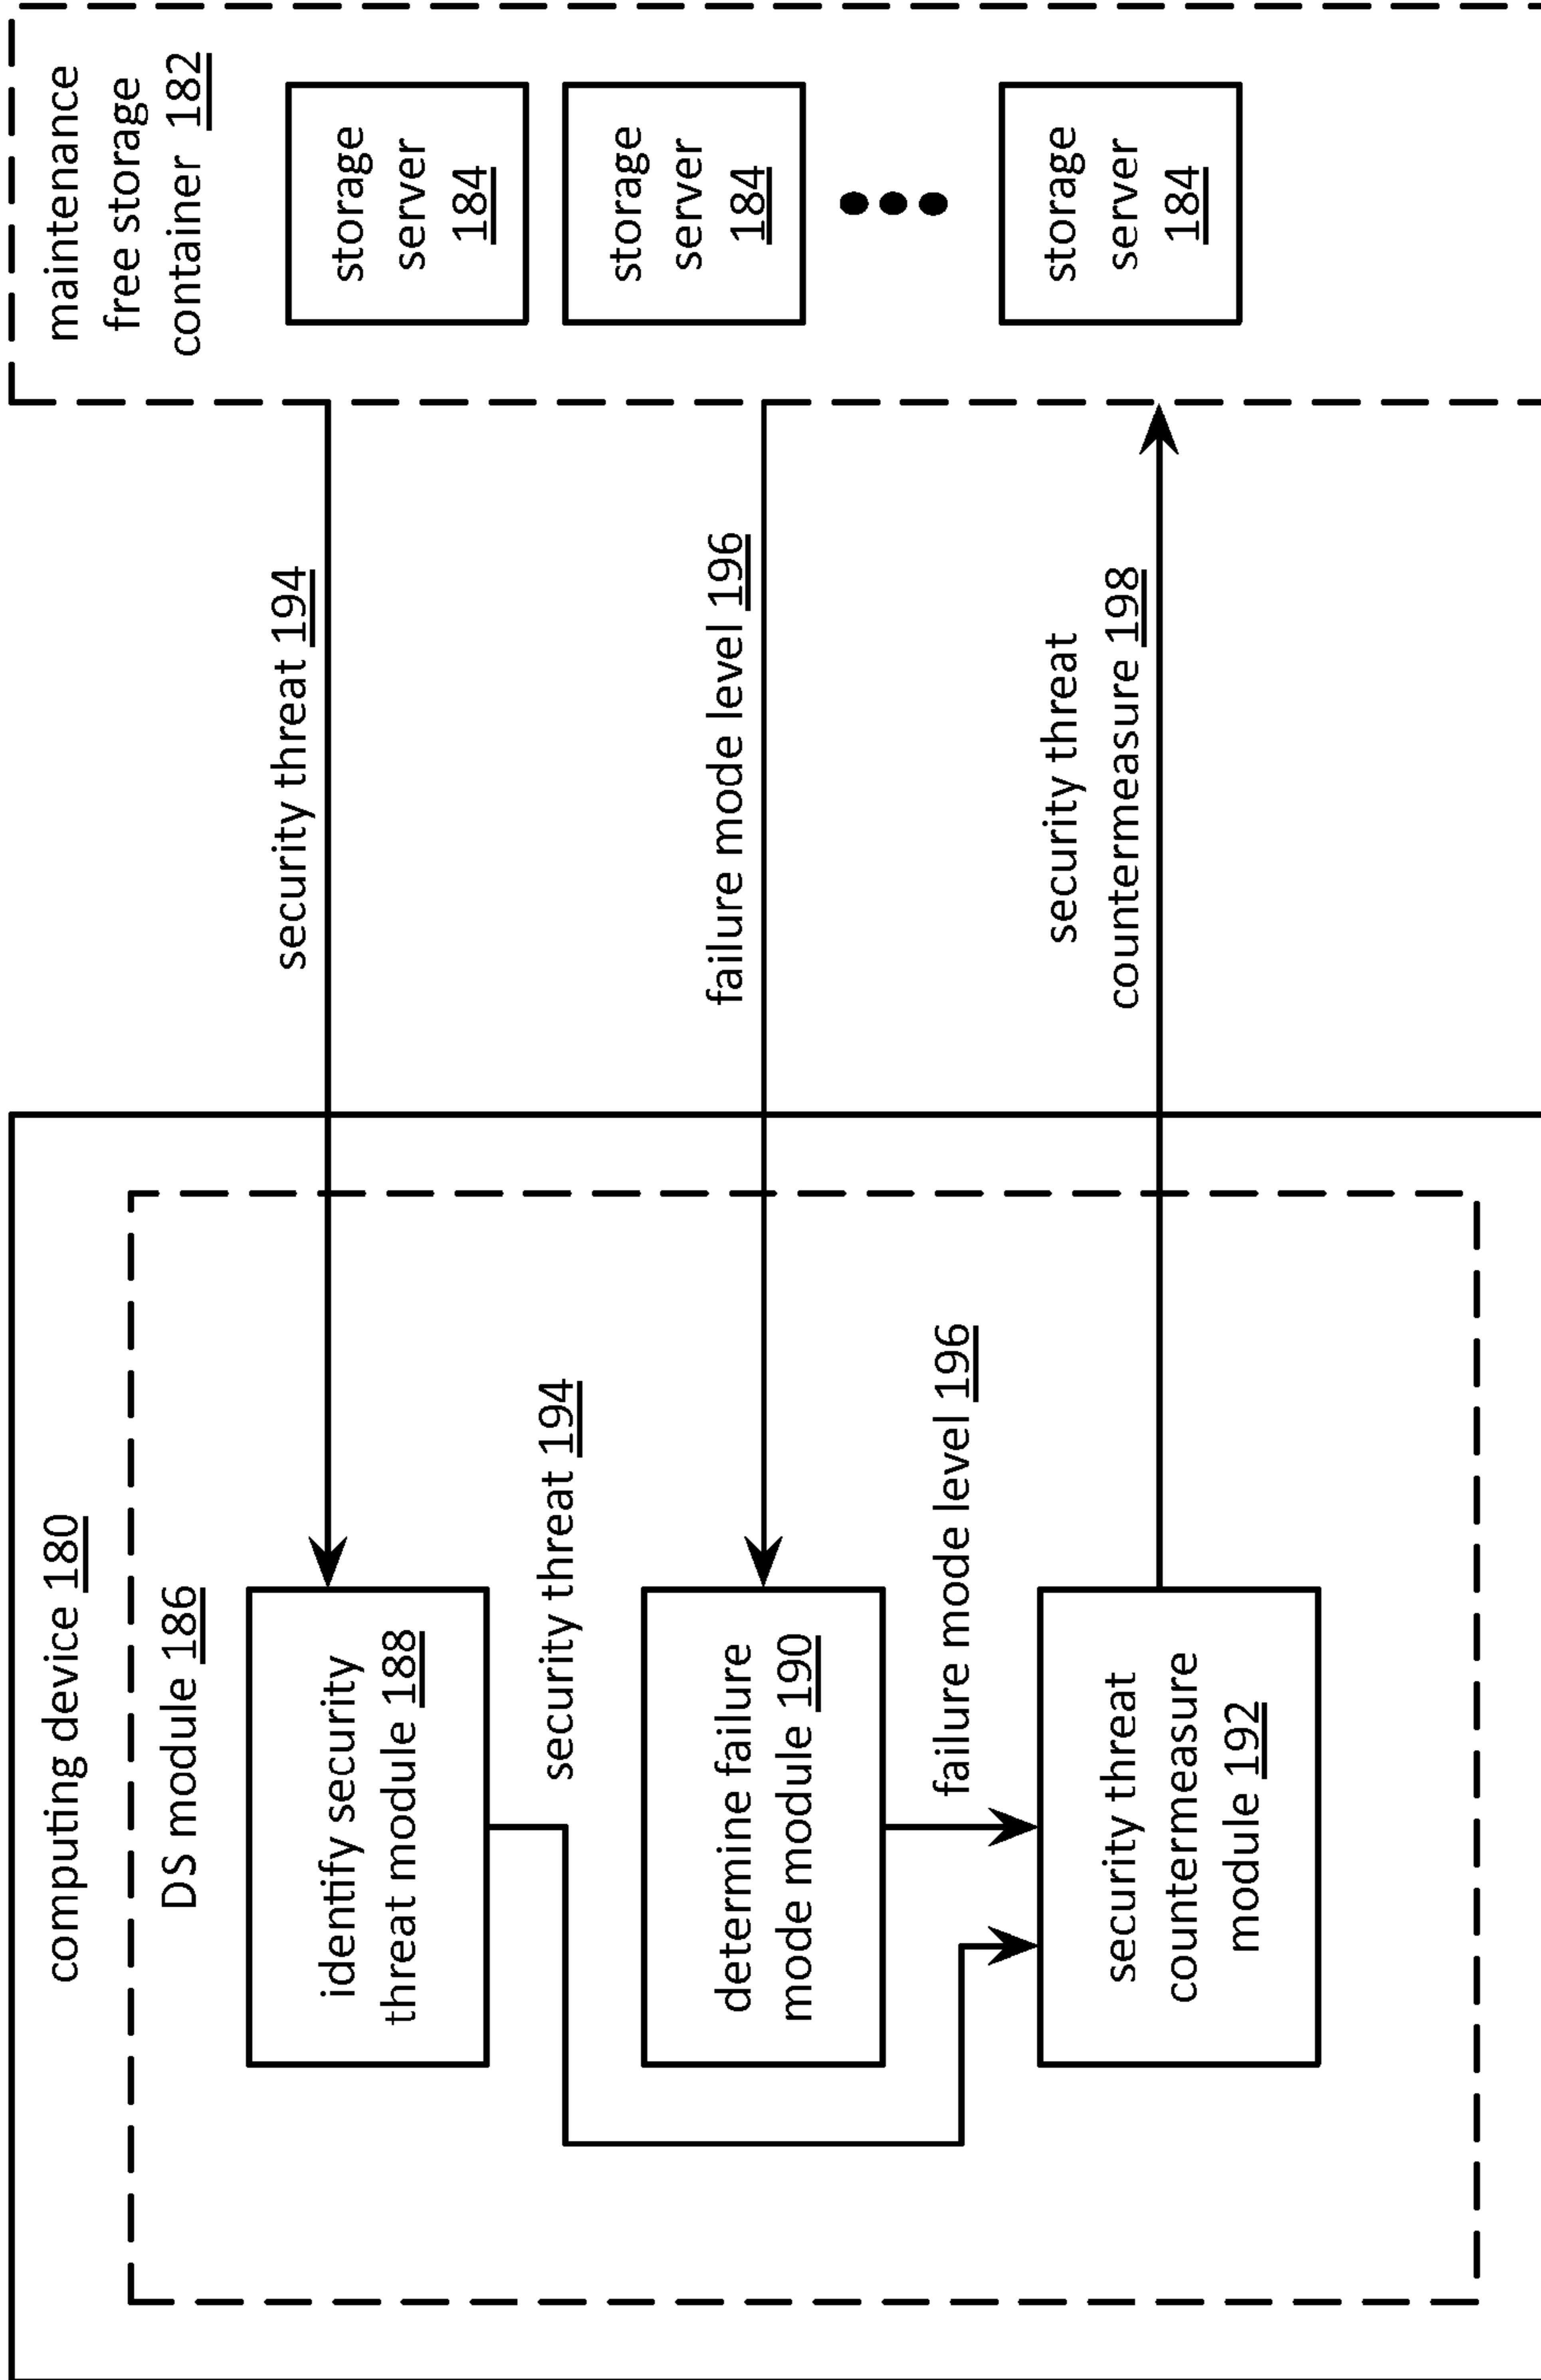 computing device 180
DS module 186
identify security
threat module 188
security threat 194
determine failure
mode module 190
failure mode level 196
security threat
countermeasure
module 192
security threat 194
failure mode level 196
security threat
countermeasure 198
maintenance
free storage
container 182
storage
server
184
storage
server
184
storage
server
184